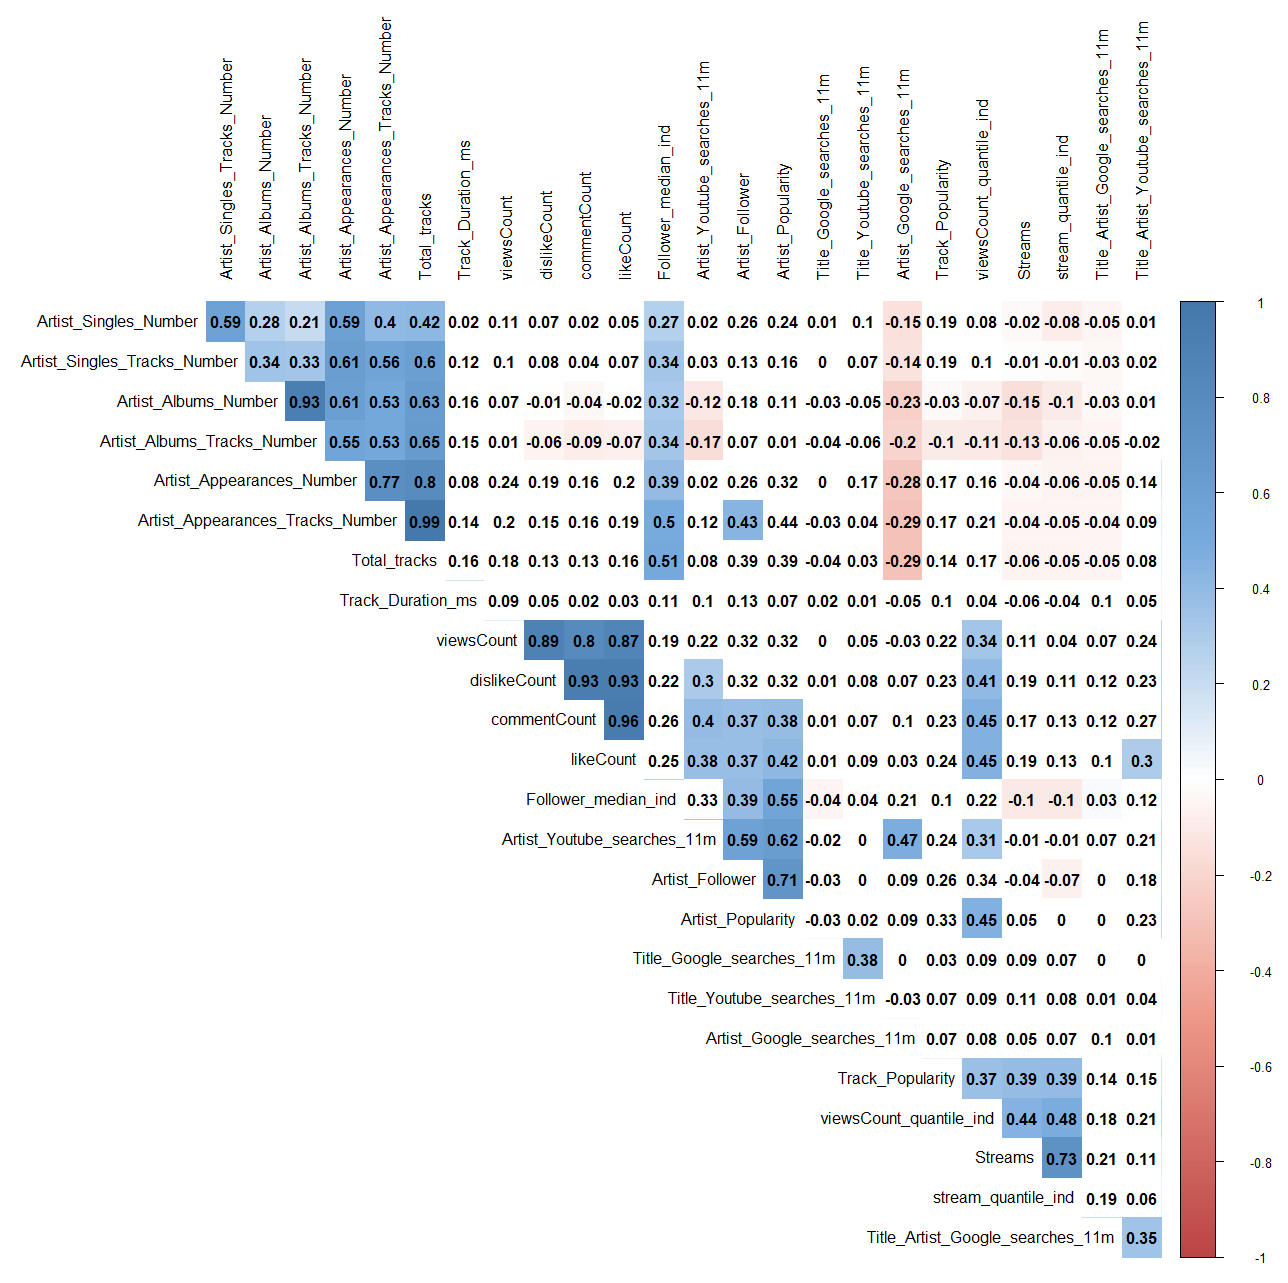 Artist_Singles_Tracks_Number
Artist_Albums_Number
Artist_Albums_Tracks_Number
Artist_Appearances_Number
Artist_Appearances_Tracks_Number
Total_tracks
Track_Duration_ms
viewsCount
dislikeCount
commentCount
likeCount
Follower_median_ind
Artist_Youtube_searches_11m
Artist_Follower
Artist_Popularity
Title_Google_searches_11m
Title_Youtube_searches_11m
Artist_Google_searches_11m
Track_Popularity
viewsCount_quantile_ind
Streams
stream_quantile_ind
Title_Artist_Google_searches_11m
Title_Artist_Youtube_searches_11m
Artist_Singles_Number 0.59 0.28 0.21 0.59 0.4 0.42 0.02 0.11 0.07 0.02 0.05 0.27 0.02 0.26 0.24 0.01 0.1 -0.15 0.19 0.08 -0.02 -0.08 -0.05 0.01
Artist_Singles_Tracks_Number 0.34 0.33 0.61 0.56 0.6 0.12 0.1 0.08 0.04 0.07 0.34 0.03 0.13 0.16 0 0.07 -0.14 0.19 0.1 -0.01 -0.01 -0.03 0.02
Artist_Albums_Number 0.93 0.61 0.53 0.63 0.16 0.07 -0.01 -0.04 -0.02 0.32 -0.12 0.18 0.11 -0.03 -0.05 -0.23 -0.03 -0.07 -0.15 -0.1 -0.03 0.01
Artist_Albums_Tracks_Number 0.55 0.53 0.65 0.15 0.01 -0.06 -0.09 -0.07 0.34 -0.17 0.07 0.01 -0.04 -0.06 -0.2 -0.1 -0.11 -0.13 -0.06 -0.05 -0.02
Artist_Appearances_Number 0.77 0.8 0.08 0.24 0.19 0.16 0.2 0.39 0.02 0.26 0.32 0 0.17 -0.28 0.17 0.16 -0.04 -0.06 -0.05 0.14
Artist_Appearances_Tracks_Number 0.99 0.14 0.2 0.15 0.16 0.19 0.5 0.12 0.43 0.44 -0.03 0.04 -0.29 0.17 0.21 -0.04 -0.05 -0.04 0.09
Total_tracks 0.16 0.18 0.13 0.13 0.16 0.51 0.08 0.39 0.39 -0.04 0.03 -0.29 0.14 0.17 -0.06 -0.05 -0.05 0.08
Track_Duration_ms 0.09 0.05 0.02 0.03 0.11 0.1 0.13 0.07 0.02 0.01 -0.05 0.1 0.04 -0.06 -0.04 0.1 0.05
viewsCount 0.89 0.8 0.87 0.19 0.22 0.32 0.32 0 0.05 -0.03 0.22 0.34 0.11 0.04 0.07 0.24
dislikeCount 0.93 0.93 0.22 0.3 0.32 0.32 0.01 0.08 0.07 0.23 0.41 0.19 0.11 0.12 0.23
commentCount 0.96 0.26 0.4 0.37 0.38 0.01 0.07 0.1 0.23 0.45 0.17 0.13 0.12 0.27
likeCount 0.25 0.38 0.37 0.42 0.01 0.09 0.03 0.24 0.45 0.19 0.13 0.1 0.3
Follower_median_ind 0.33 0.39 0.55 -0.04 0.04 0.21 0.1 0.22 -0.1 -0.1 0.03 0.12
Artist_Youtube_searches_11m 0.59 0.62 -0.02 0 0.47 0.24 0.31 -0.01 -0.01 0.07 0.21
Artist_Follower 0.71 -0.03 0 0.09 0.26 0.34 -0.04 -0.07 0 0.18
Artist_Popularity -0.03 0.02 0.09 0.33 0.45 0.05 0 0 0.23
Title_Google_searches_11m 0.38 0 0.03 0.09 0.09 0.07 0 0
Title_Youtube_searches_11m -0.03 0.07 0.09 0.11 0.08 0.01 0.04
Artist_Google_searches_11m 0.07 0.08 0.05 0.07 0.1 0.01
Track_Popularity 0.37 0.39 0.39 0.14 0.15
viewsCount_quantile_ind 0.44 0.48 0.18 0.21
Streams 0.73 0.21 0.11
stream_quantile_ind 0.19 0.06
Title_Artist_Google_searches_11m 0.35
1
0.8
0.6
0.4
0.2
0
-0.2
-0.4
-0.6
-0.8
-1